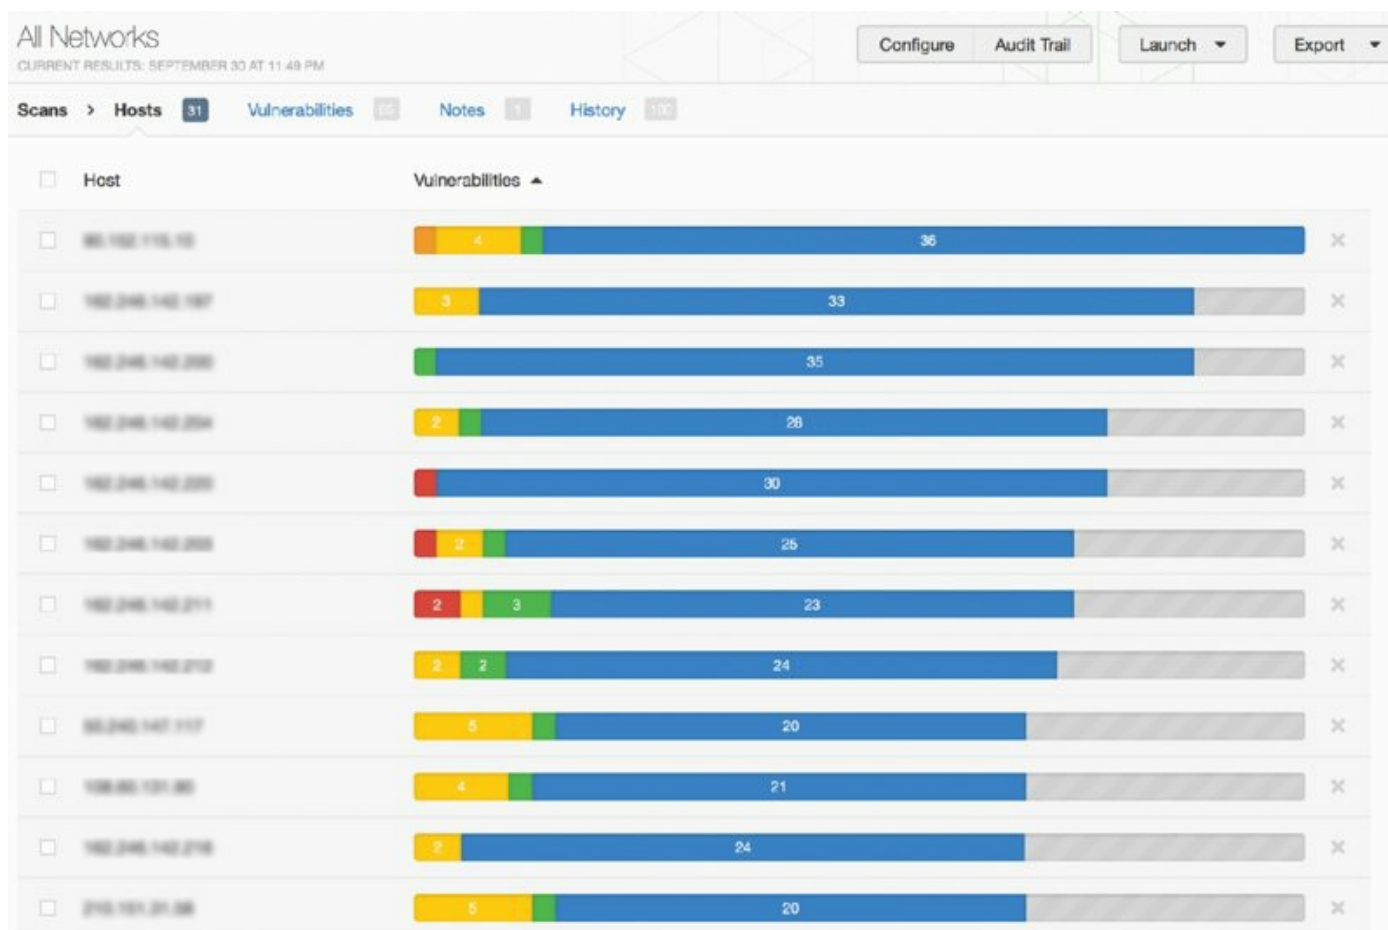 All Networks
CURRENT RESULTS: SEPTEMBER 30 AT 11:49 PM
Configure Audit Trail Launch Export
Scans > Hosts 31 Vulnerabilities Notes 1 History 100
Host Vulnerabilities
4 36
3 33
35
2 28
30
2 25
2 3 23
2 2 24
5 20
4 21
2 24
5 20